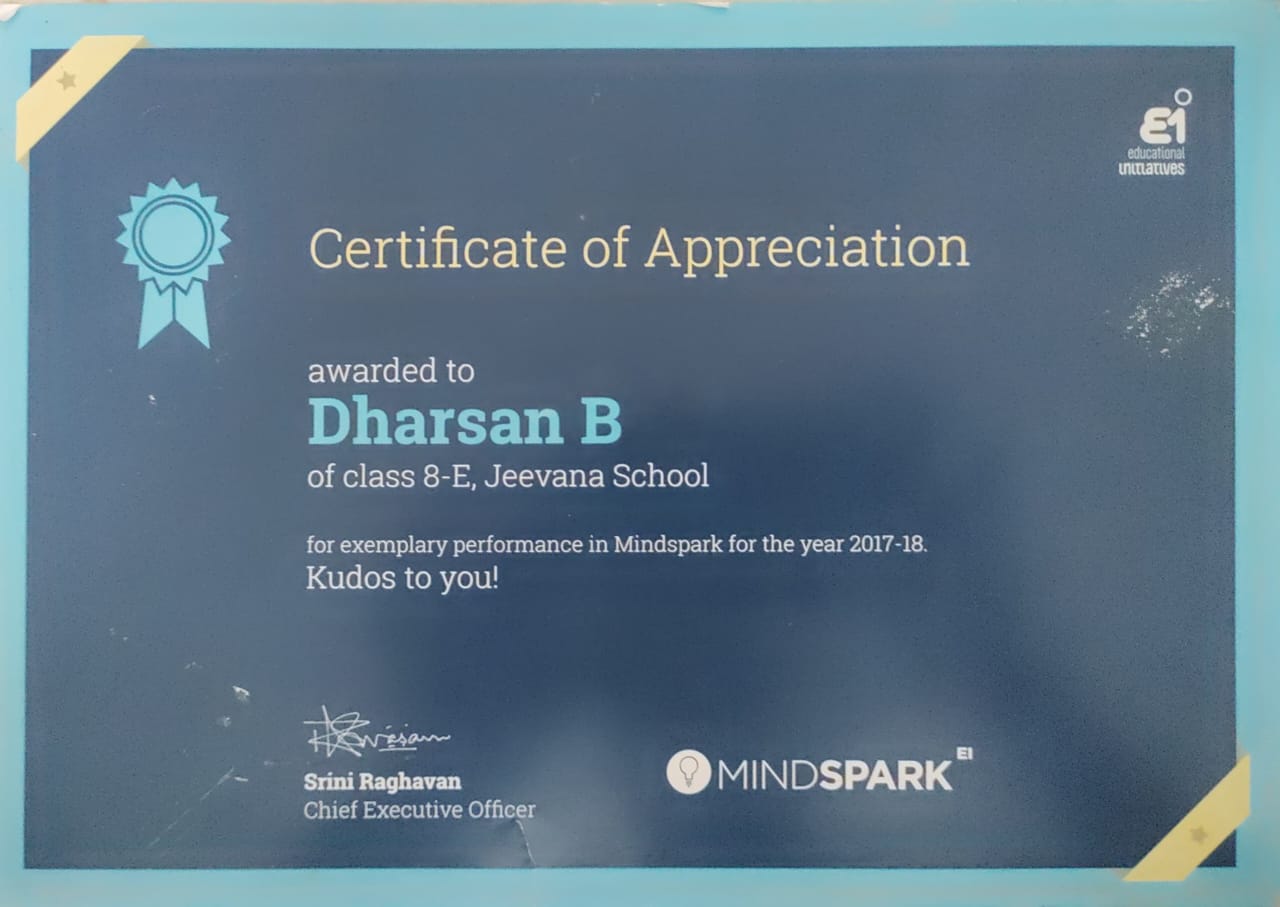 Ei
educational
initiatives
Certificate of Appreciation
awarded to
Dharsan B
of class 8-E, Jeevana School
for exemplary performance in Mindspark for the year 2017-18.
Kudos to you!
Srini Raghavan
Chief Executive Officer
MINDSPARK EI